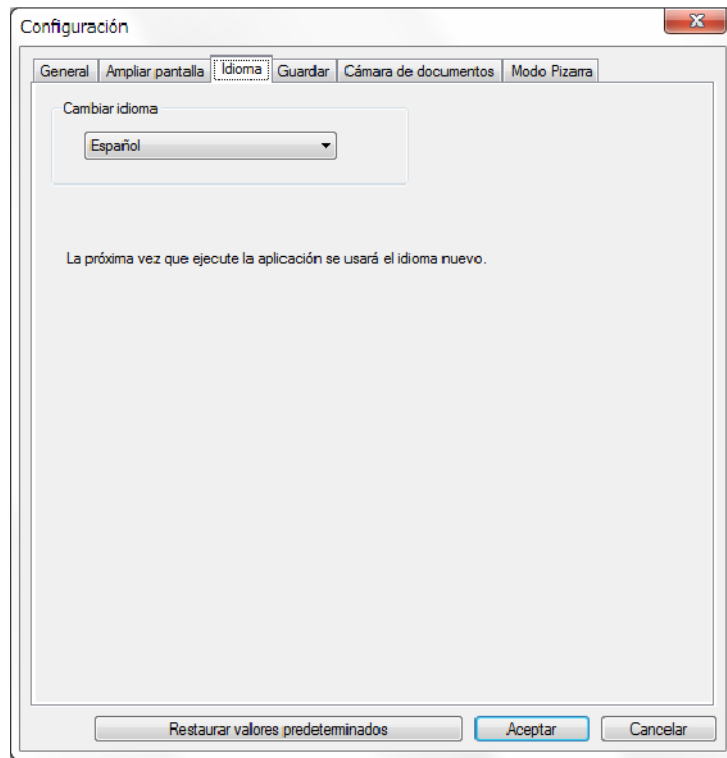 Configuración
General Ampliar pantalla Idioma Guardar Cámara de documentos Modo Pizarra
Cambiar idioma
Español
La próxima vez que ejecute la aplicación se usará el idioma nuevo.
Restaurar valores predeterminados Aceptar Cancelar